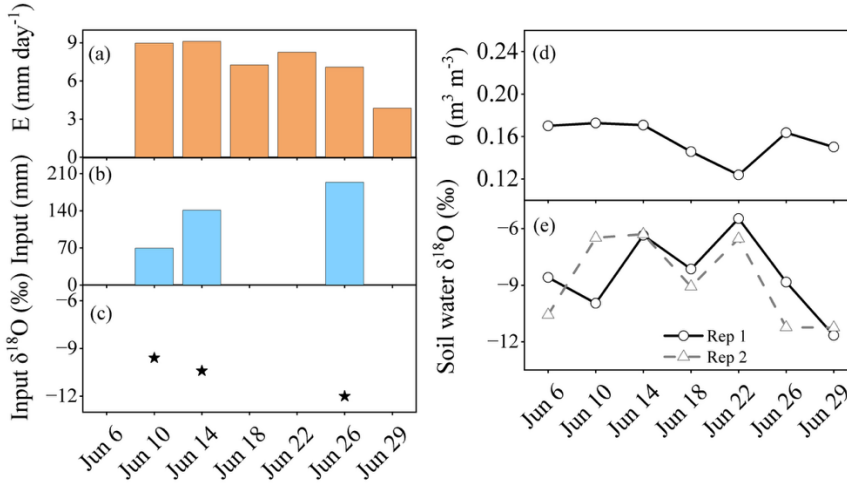 E (mm day⁻¹)
9
6
3
0
(a)
Input (mm)
210
140
70
0
(b)
Input δ¹⁸O (‰)
−6
−9
−12
(c)
Jun 6
Jun 10
Jun 14
Jun 18
Jun 22
Jun 26
Jun 29
θ (m³ m⁻³)
0.24
0.20
0.16
0.12
(d)
Soil water δ¹⁸O (‰)
−6
−9
−12
(e)
Rep 1
Rep 2
Jun 6
Jun 10
Jun 14
Jun 18
Jun 22
Jun 26
Jun 29